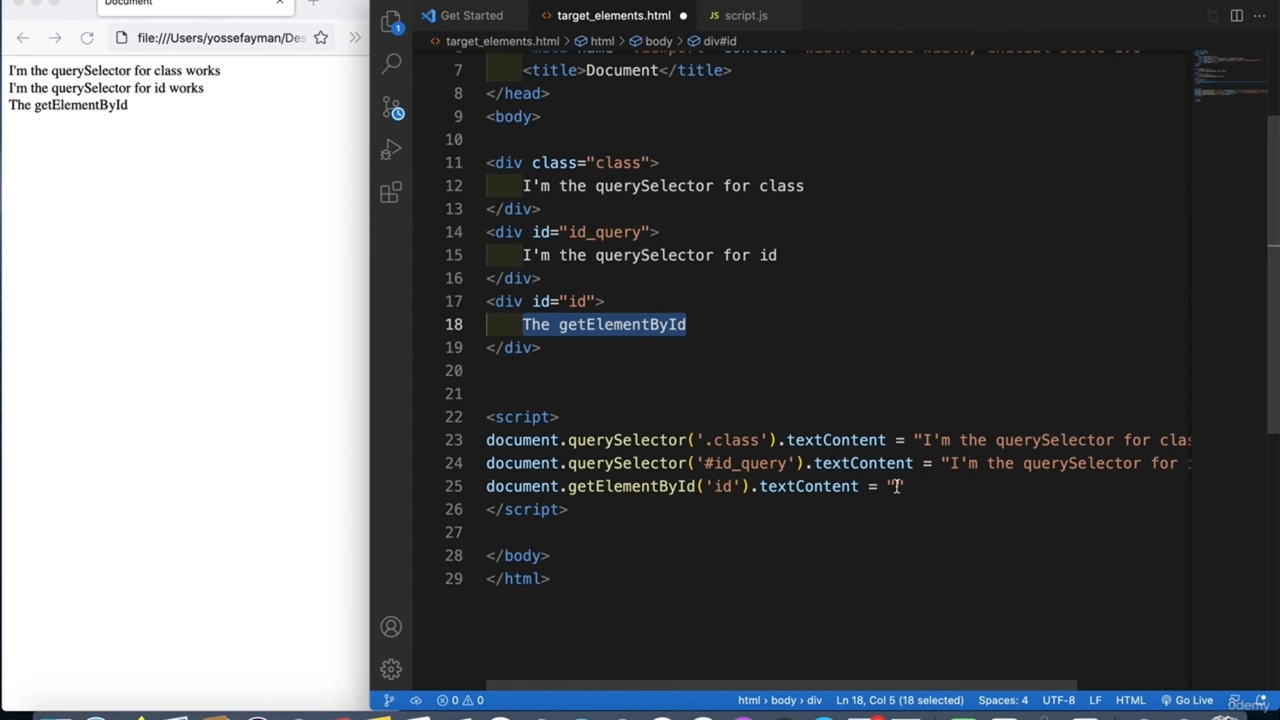 Document
file:///Users/yossefayman/Des
I'm the querySelector for class works
I'm the querySelector for id works
The getElementById
Get Started
target_elements.html
script.js
target_elements.html > html > body > div#id
7 <title>Document</title>
8 </head>
9 <body>
10
11 <div class="class">
12 I'm the querySelector for class
13 </div>
14 <div id="id_query">
15 I'm the querySelector for id
16 </div>
17 <div id="id">
18 The getElementById
19 </div>
20
21
22 <script>
23 document.querySelector('.class').textContent = "I'm the querySelector for clas
24 document.querySelector('#id_query').textContent = "I'm the querySelector for i
25 document.getElementById('id').textContent = ""
26 </script>
27
28 </body>
29 </html>
1
0 0 html > body > div Ln 18, Col 5 (18 selected) Spaces: 4 UTF-8 LF HTML Go Live
udemy